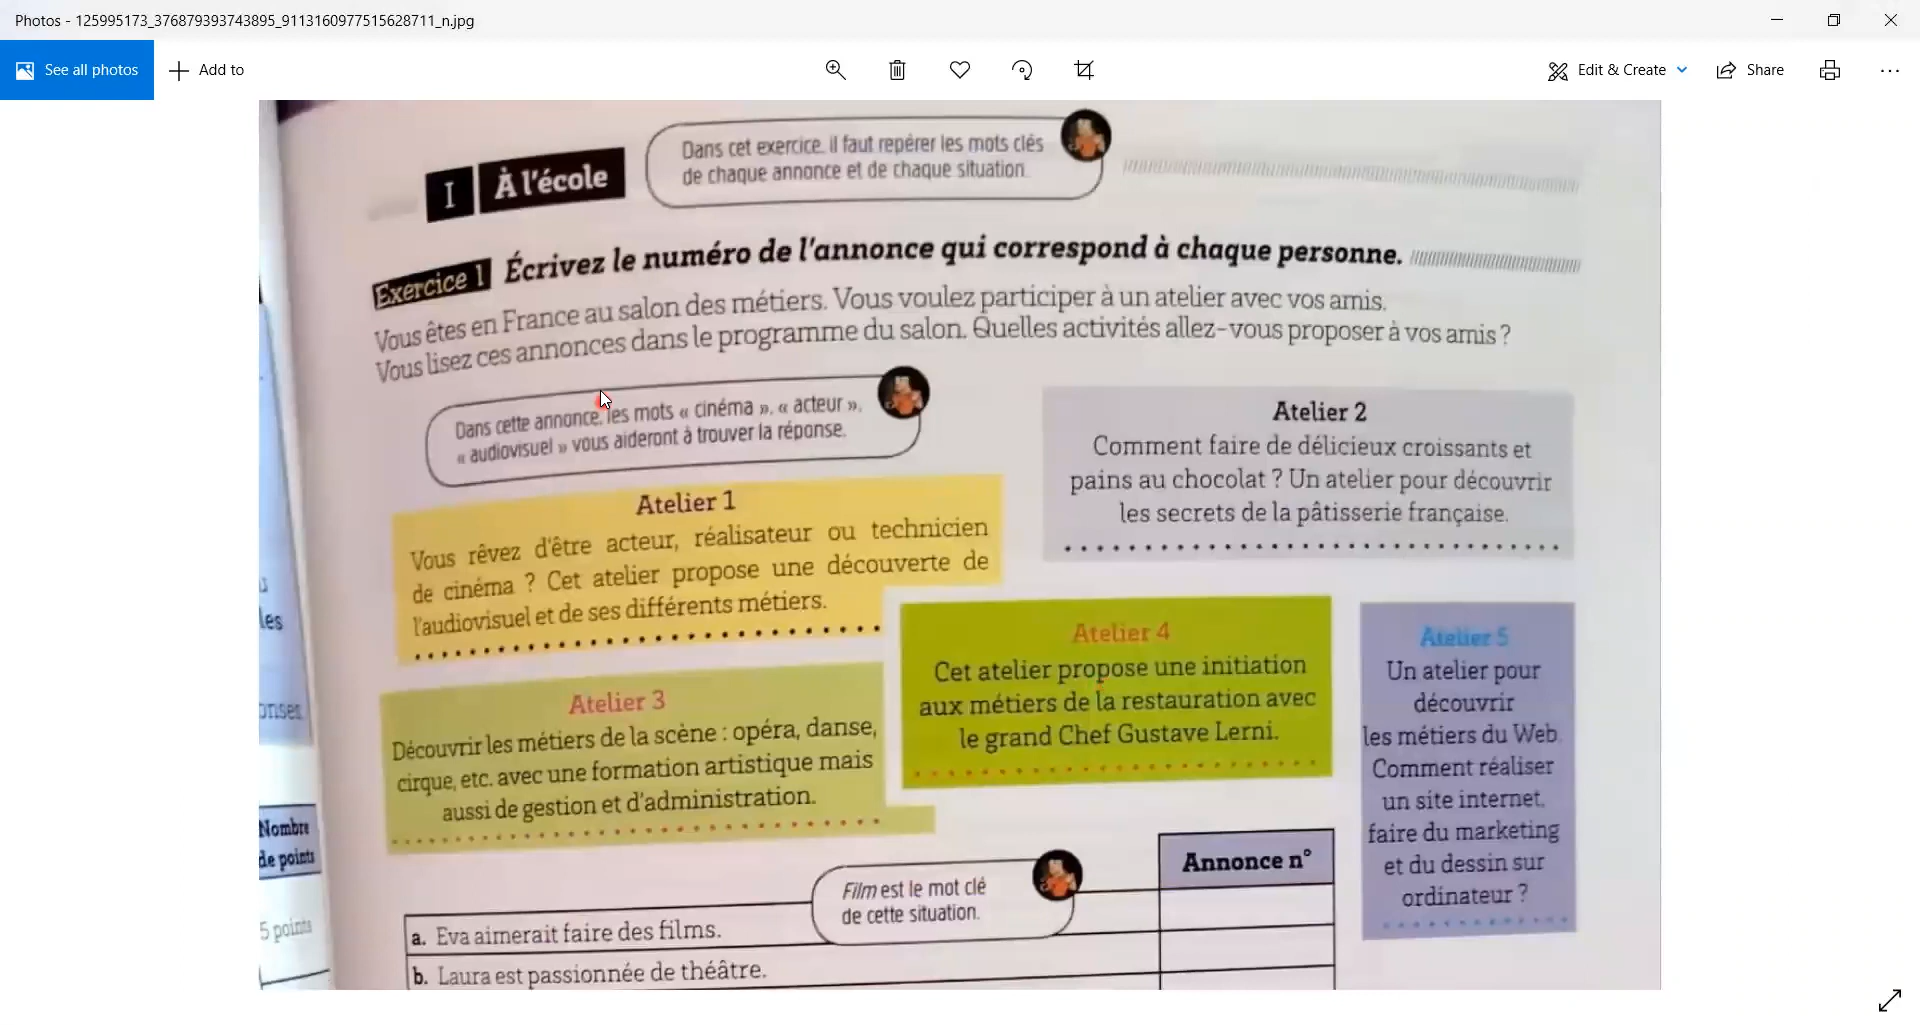 Photos - 125995173_376879393743895_9113160977515628711_n.jpg
See all photos
Add to
Edit & Create
Share
I À l'école
Dans cet exercice, il faut repérer les mots clés
de chaque annonce et de chaque situation.
Exercice 1 Écrivez le numéro de l'annonce qui correspond à chaque personne.
Vous êtes en France au salon des métiers. Vous voulez participer à un atelier avec vos amis.
Vous lisez ces annonces dans le programme du salon. Quelles activités allez-vous proposer à vos amis ?
Dans cette annonce, les mots « cinéma », « acteur »,
« audiovisuel » vous aideront à trouver la réponse.
Atelier 1
Vous rêvez d'être acteur, réalisateur ou technicien
de cinéma ? Cet atelier propose une découverte de
l'audiovisuel et de ses différents métiers.
Atelier 2
Comment faire de délicieux croissants et
pains au chocolat ? Un atelier pour découvrir
les secrets de la pâtisserie française.
Atelier 3
Découvrir les métiers de la scène : opéra, danse,
cirque, etc. avec une formation artistique mais
aussi de gestion et d'administration.
Atelier 4
Cet atelier propose une initiation
aux métiers de la restauration avec
le grand Chef Gustave Lerni.
Atelier 5
Un atelier pour
découvrir
les métiers du Web.
Comment réaliser
un site internet,
faire du marketing
et du dessin sur
ordinateur ?
Nombre
de points
5 points
Annonce n°
Film est le mot clé
de cette situation.
a. Eva aimerait faire des films.
b. Laura est passionnée de théâtre.